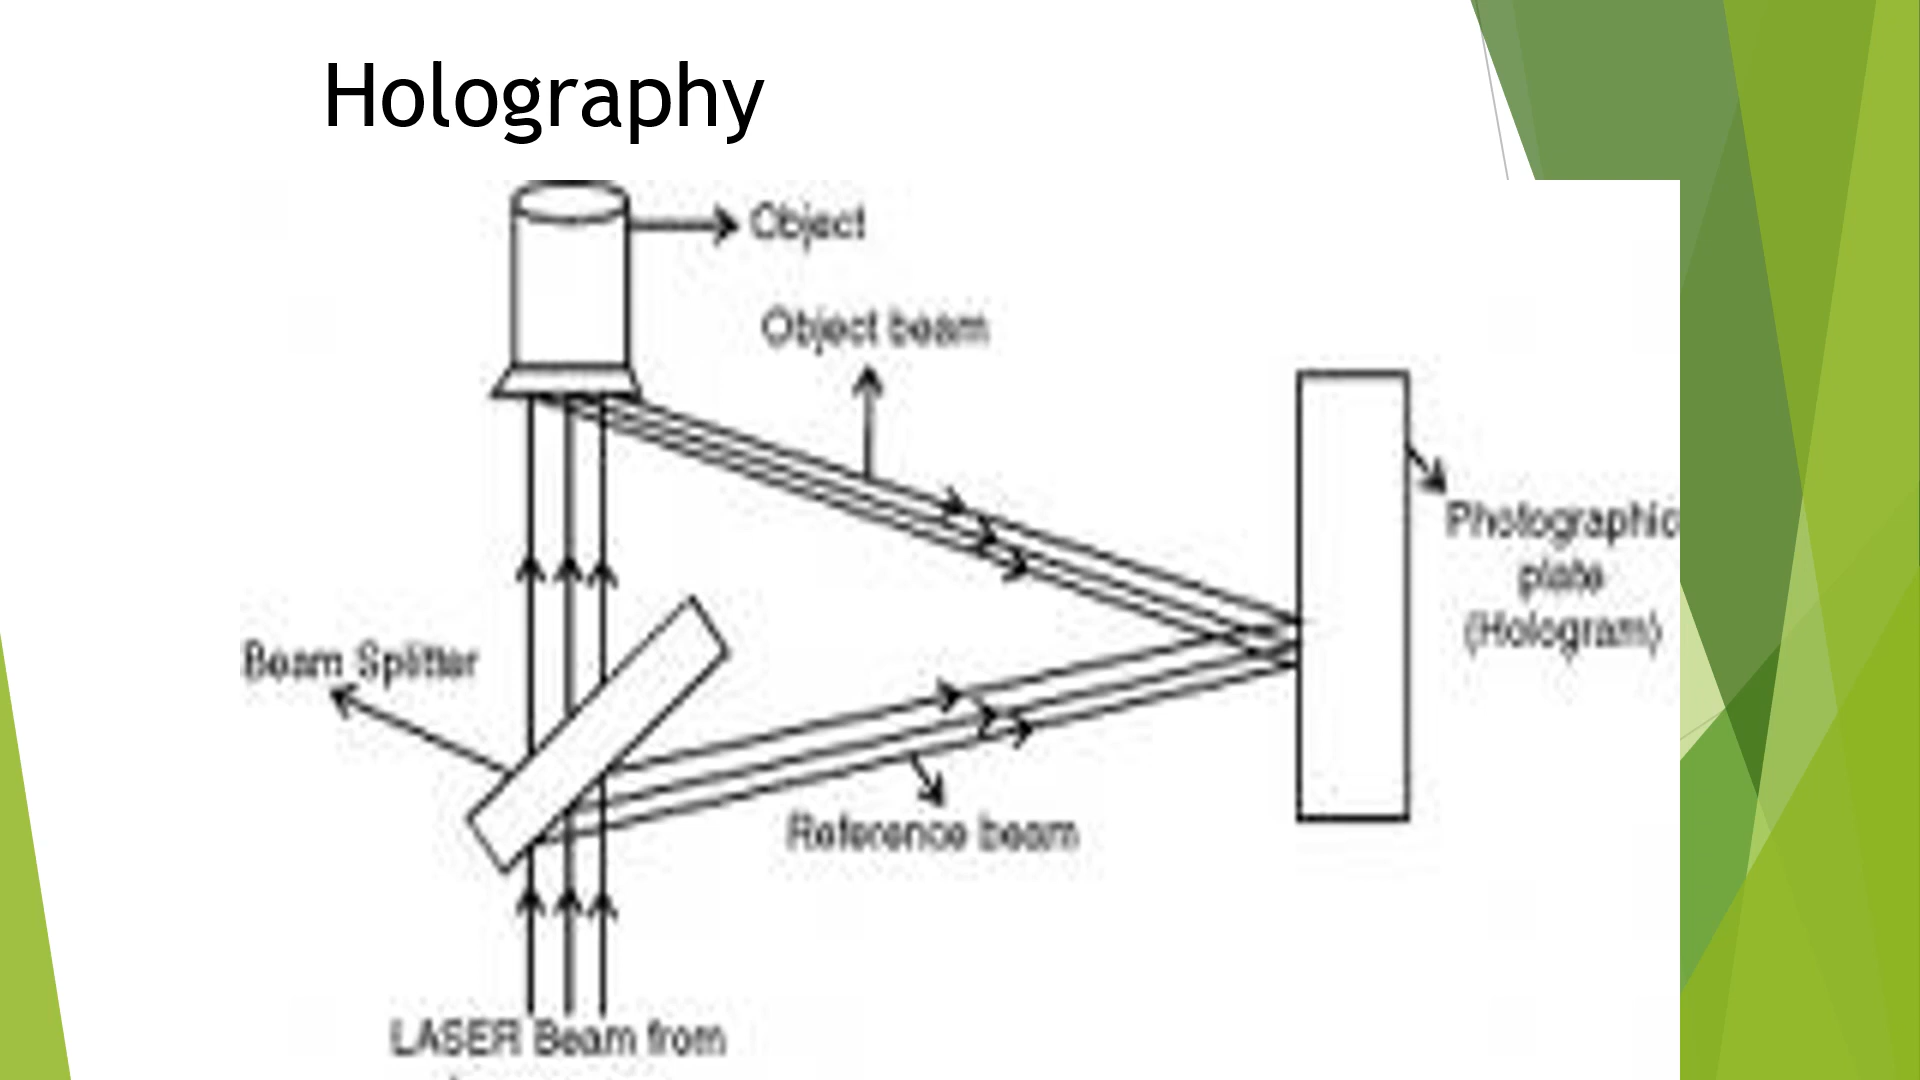 Holography
Object
Object beam
Photographic
plate
(Hologram)
Beam Splitter
Reference beam
LASER Beam from